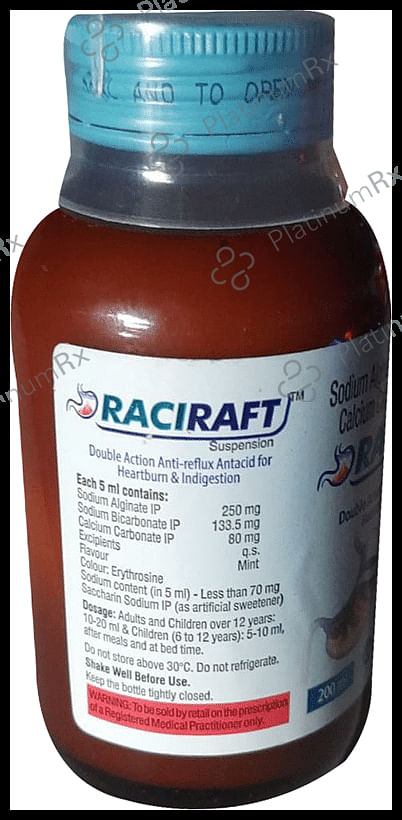 AND TO OPEN
PlatinumRx
PlatinumRx
PlatinumRx
PlatinumRx
RACIRAFT™
Suspension
Double Action Anti-reflux Antacid for
Heartburn & Indigestion
Each 5 ml contains:
Sodium Alginate IP 250 mg
Sodium Bicarbonate IP 133.5 mg
Calcium Carbonate IP 80 mg
Excipients q.s.
Flavour Mint
Colour: Erythrosine
Sodium content (in 5 ml) - Less than 70 mg
Saccharin Sodium IP (as artificial sweetener)
Dosage: Adults and Children over 12 years:
10-20 ml & Children (6 to 12 years): 5-10 ml,
after meals and at bed time.
Do not store above 30°C. Do not refrigerate.
Shake Well Before Use.
Keep the bottle tightly closed.
WARNING: To be sold by retail on the prescription
of a Registered Medical Practitioner only.
Sodium
Calcium
RA
Double
200